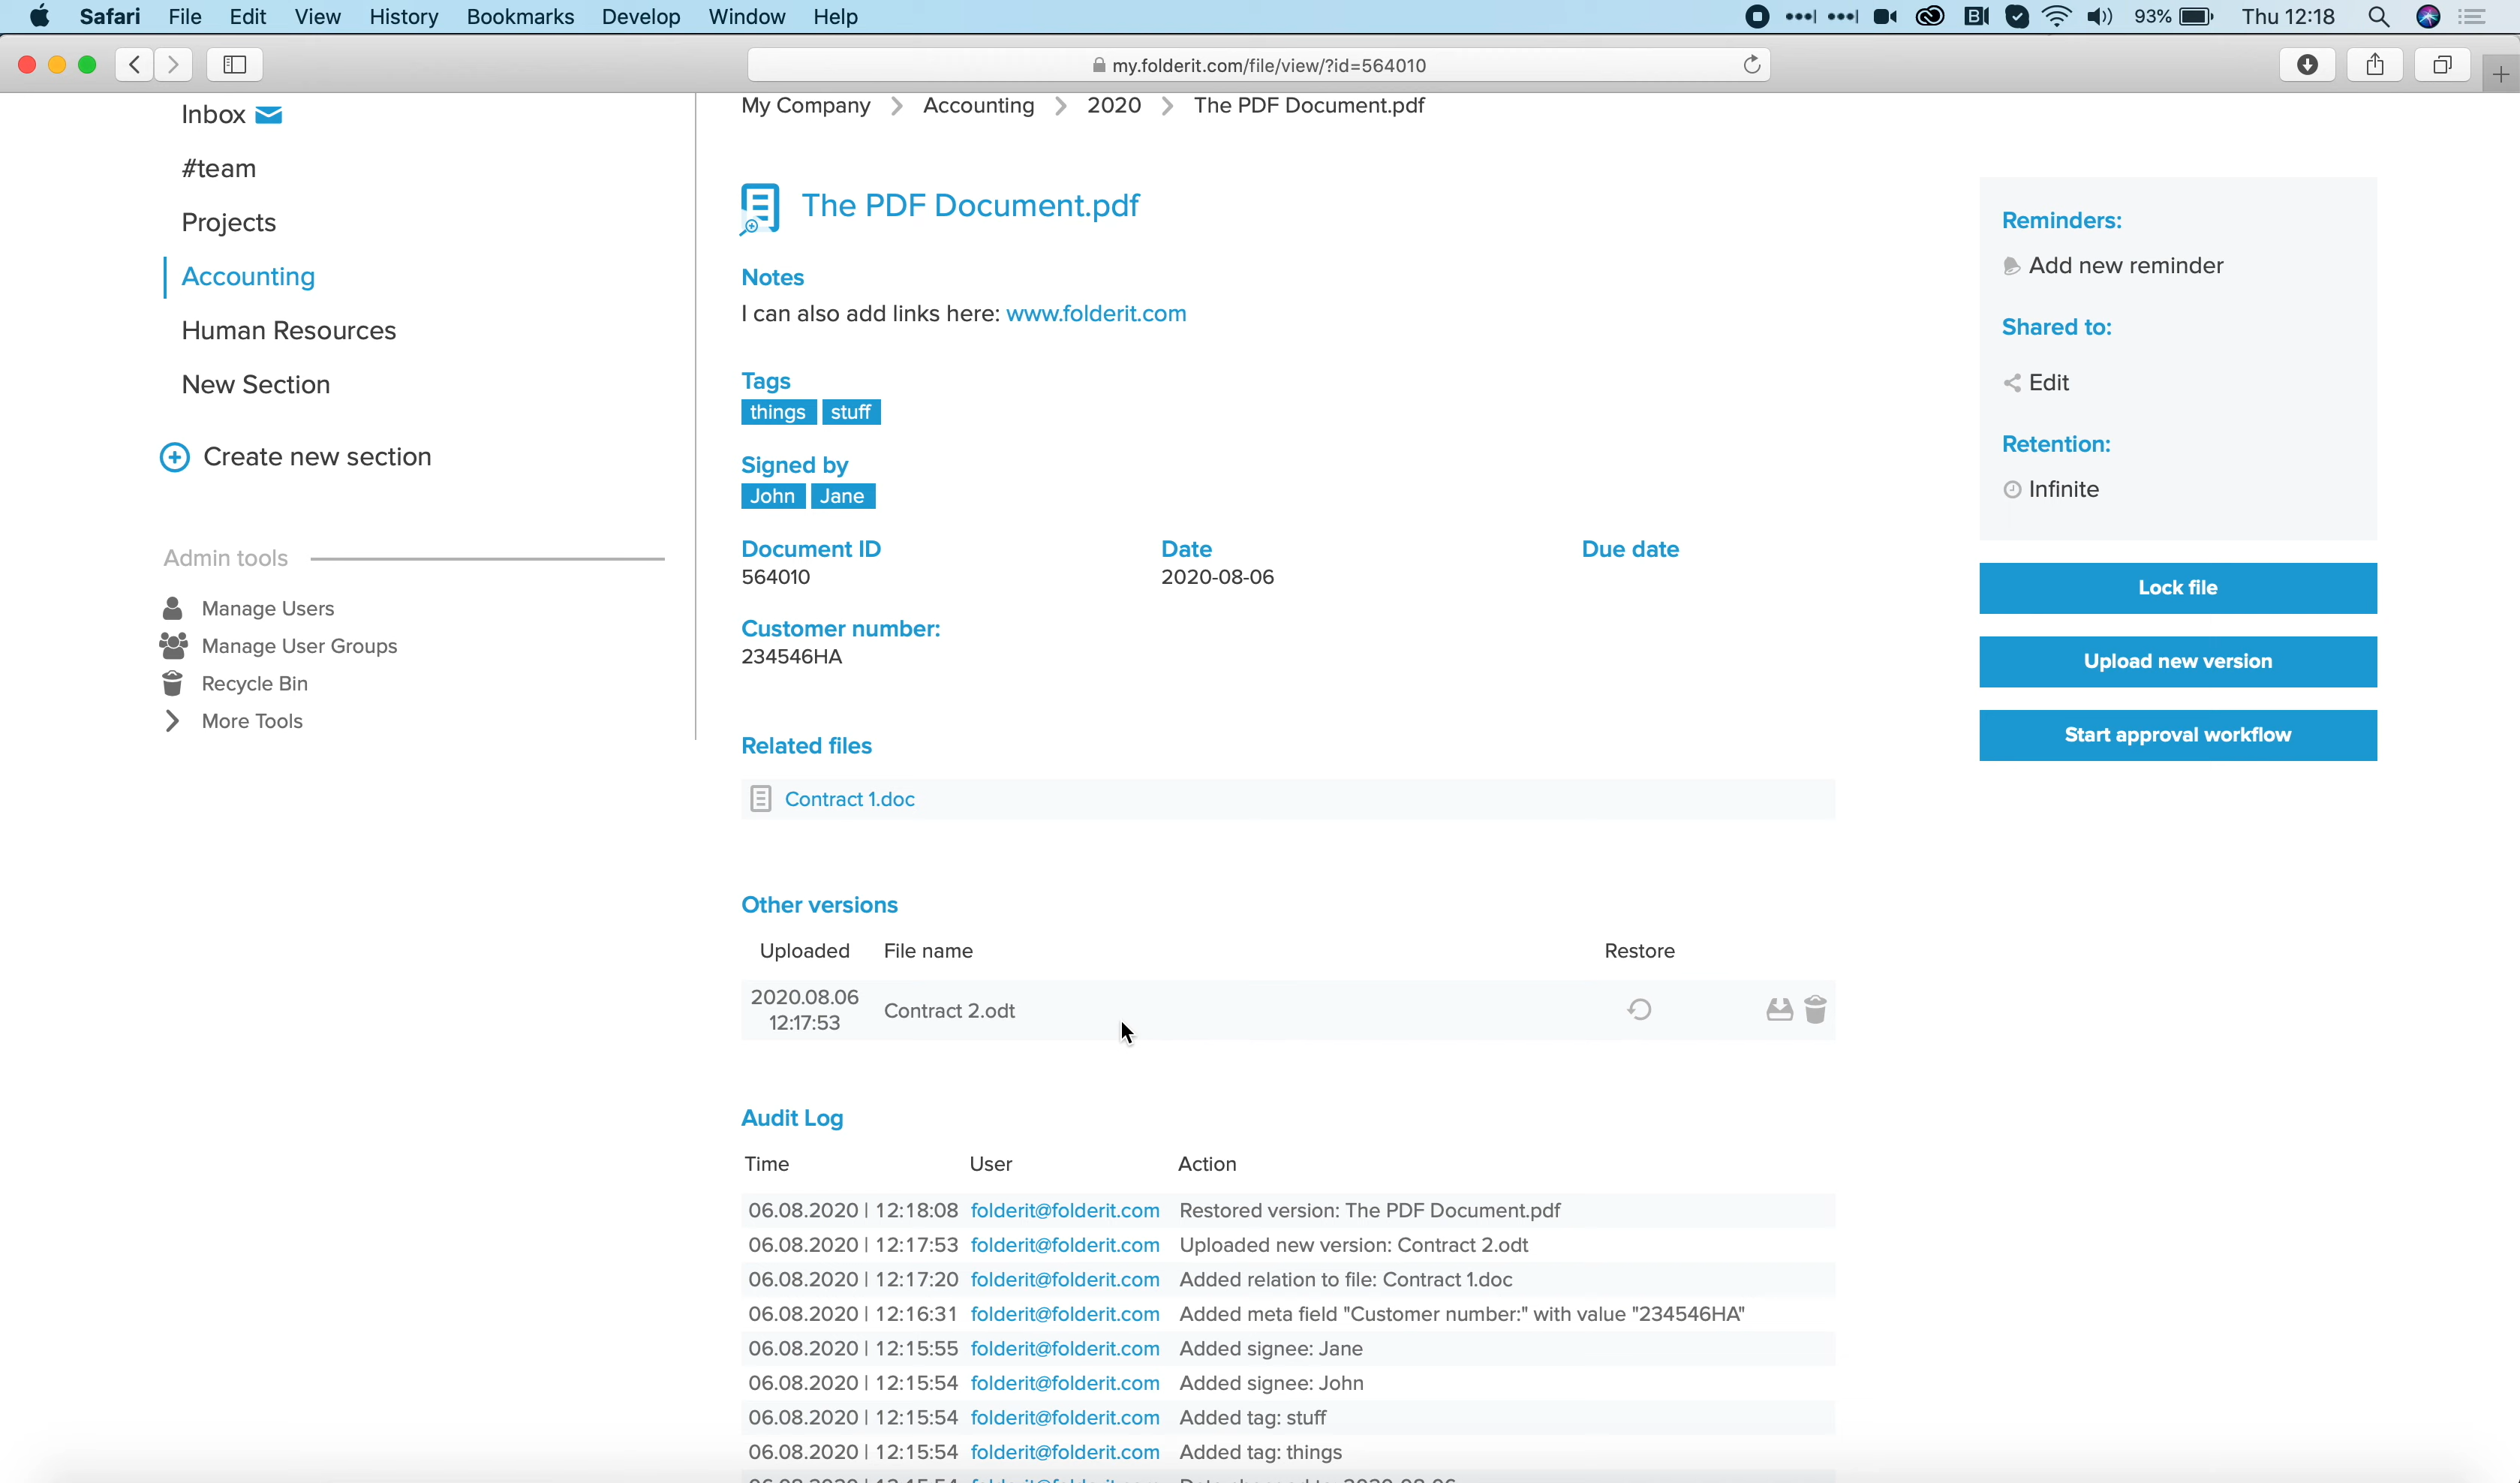 Safari File Edit View History Bookmarks Develop Window Help 93% Thu 12:18
my.folderit.com/file/view/?id=564010
Inbox
#team
Projects
Accounting
Human Resources
New Section
Create new section
Admin tools
Manage Users
Manage User Groups
Recycle Bin
More Tools
My Company Accounting 2020 The PDF Document.pdf
The PDF Document.pdf
Notes
I can also add links here: www.folderit.com
Tags
things stuff
Signed by
John Jane
Document ID Date Due date
564010 2020-08-06
Customer number:
234546HA
Related files
Contract 1.doc
Other versions
Uploaded File name Restore
2020.08.06
12:17:53 Contract 2.odt
Audit Log
Time User Action
06.08.2020 | 12:18:08 folderit@folderit.com Restored version: The PDF Document.pdf
06.08.2020 | 12:17:53 folderit@folderit.com Uploaded new version: Contract 2.odt
06.08.2020 | 12:17:20 folderit@folderit.com Added relation to file: Contract 1.doc
06.08.2020 | 12:16:31 folderit@folderit.com Added meta field "Customer number:" with value "234546HA"
06.08.2020 | 12:15:55 folderit@folderit.com Added signee: Jane
06.08.2020 | 12:15:54 folderit@folderit.com Added signee: John
06.08.2020 | 12:15:54 folderit@folderit.com Added tag: stuff
06.08.2020 | 12:15:54 folderit@folderit.com Added tag: things
Reminders:
Add new reminder
Shared to:
Edit
Retention:
Infinite
Lock file
Upload new version
Start approval workflow